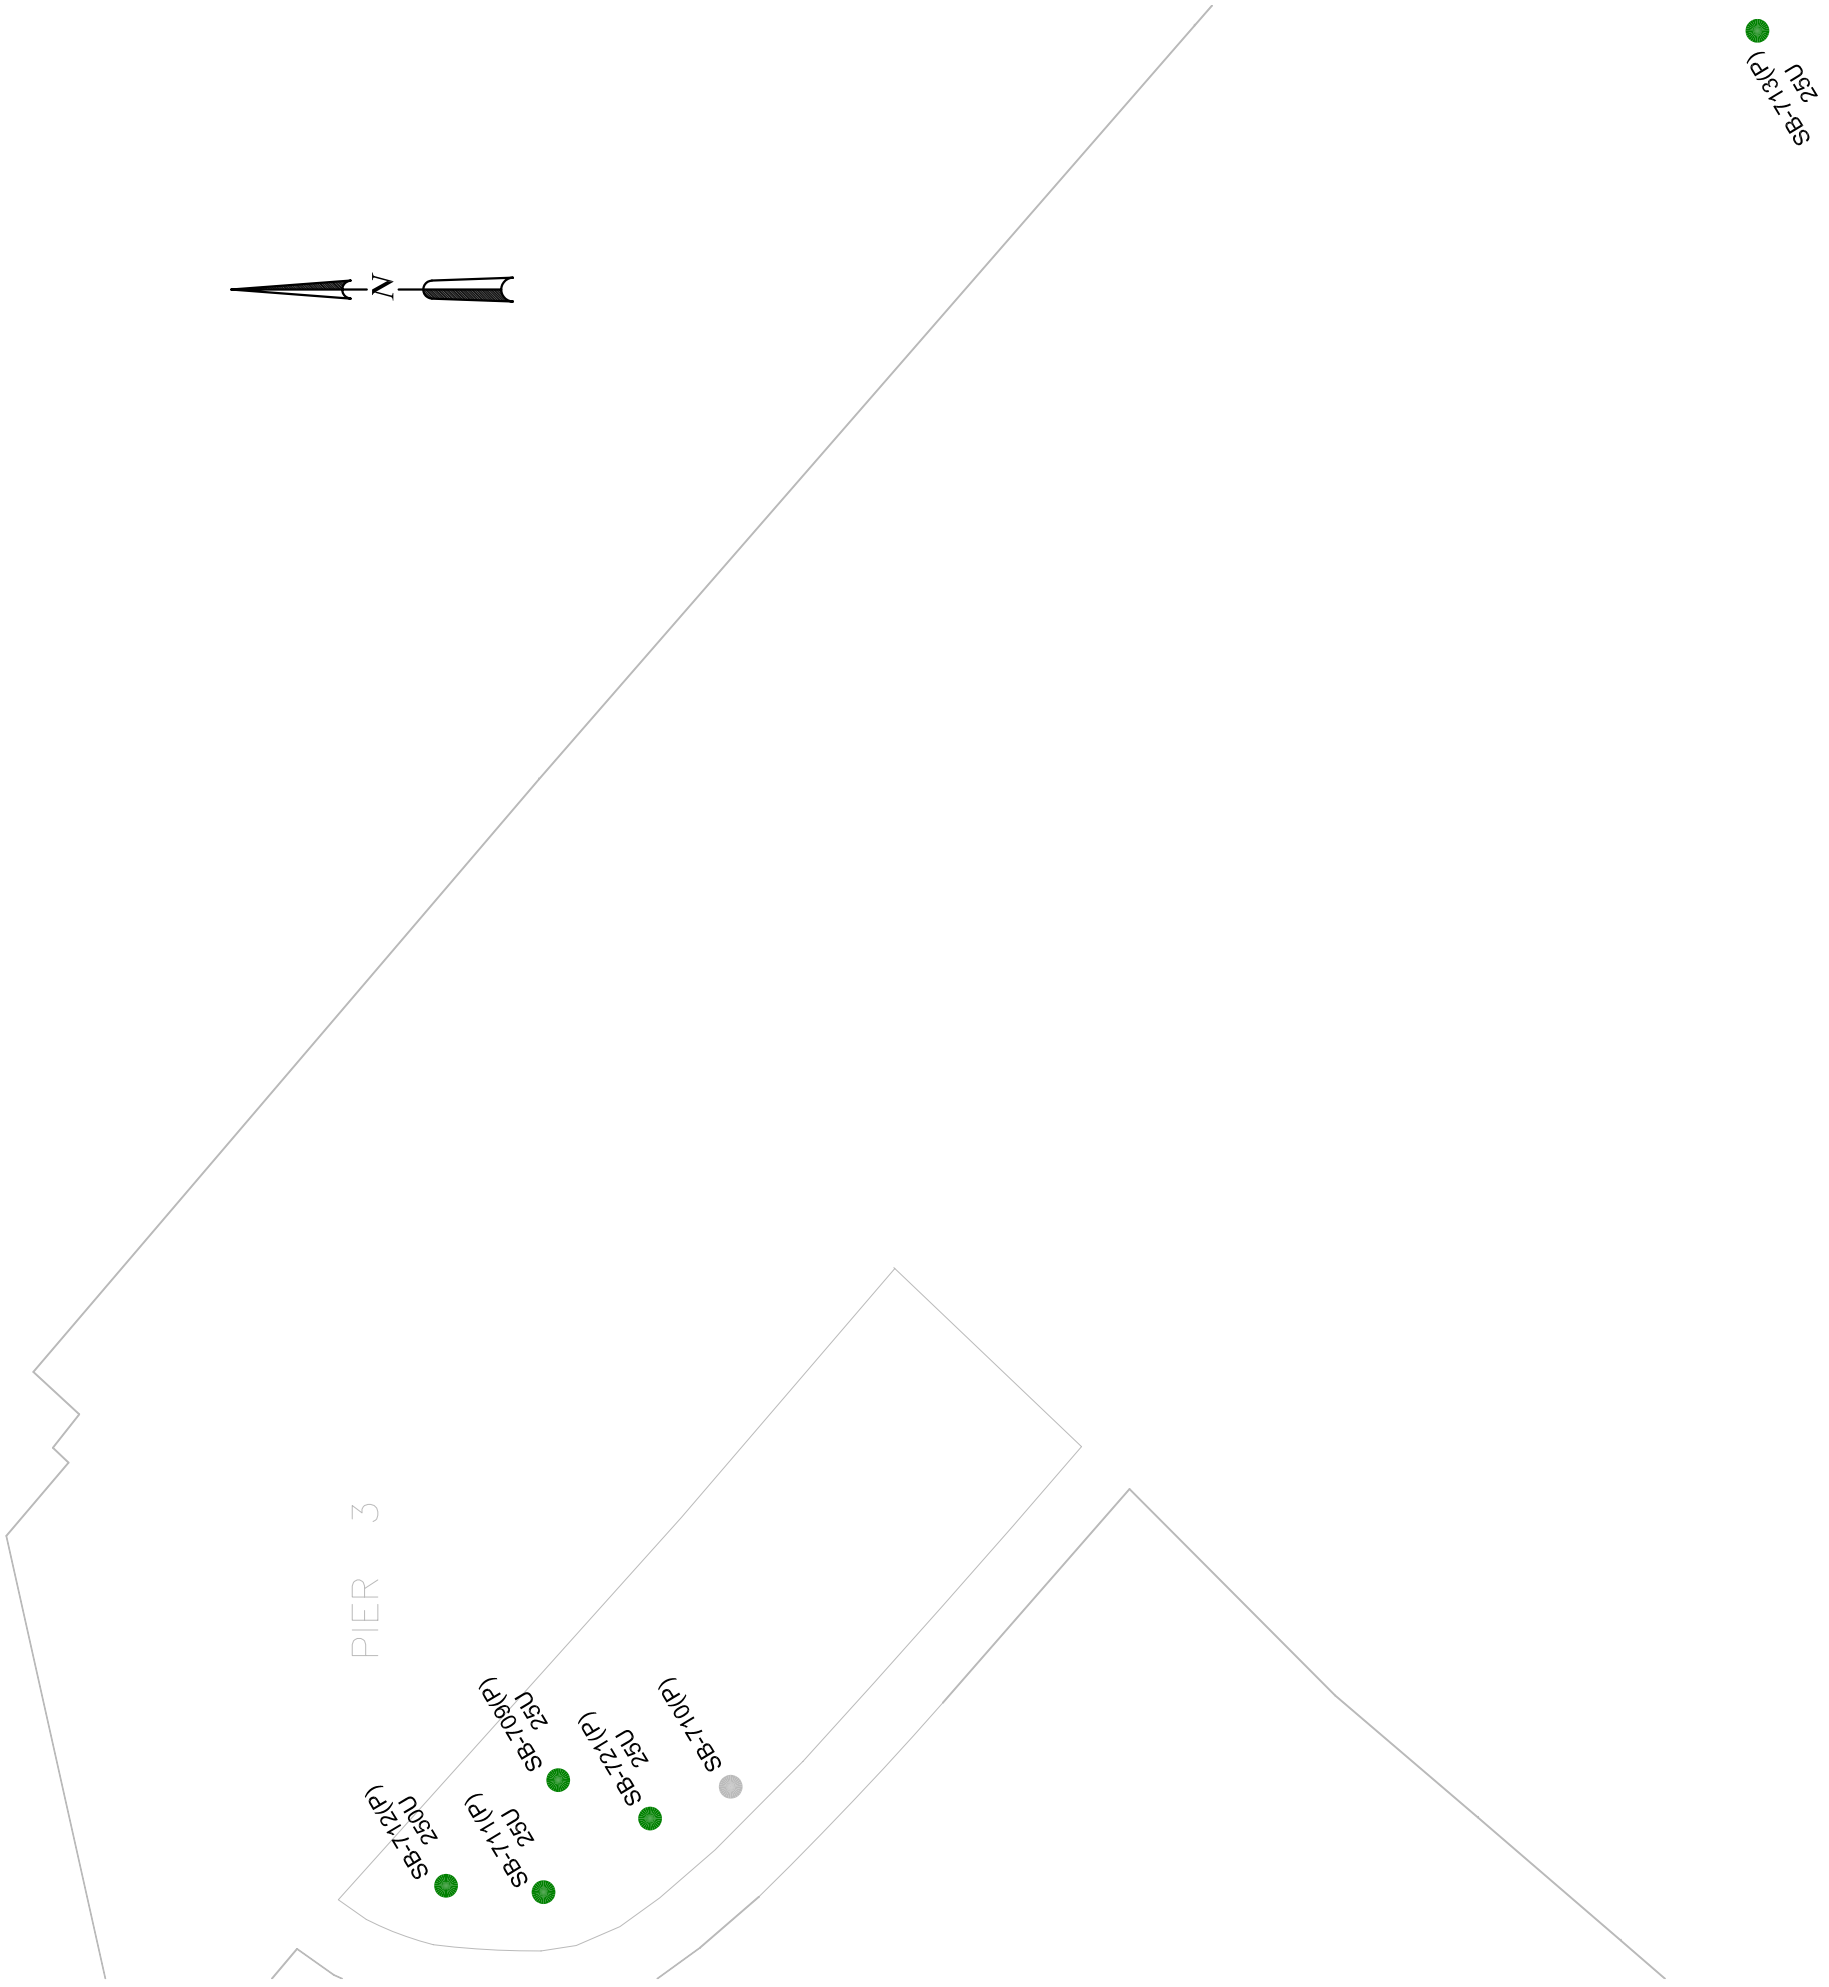 SB-713(P)
25U
N
PIER 3
SB-709(P)
25U
SB-721(P)
25U
SB-710(P)
SB-712(P)
250U
SB-711(P)
25U